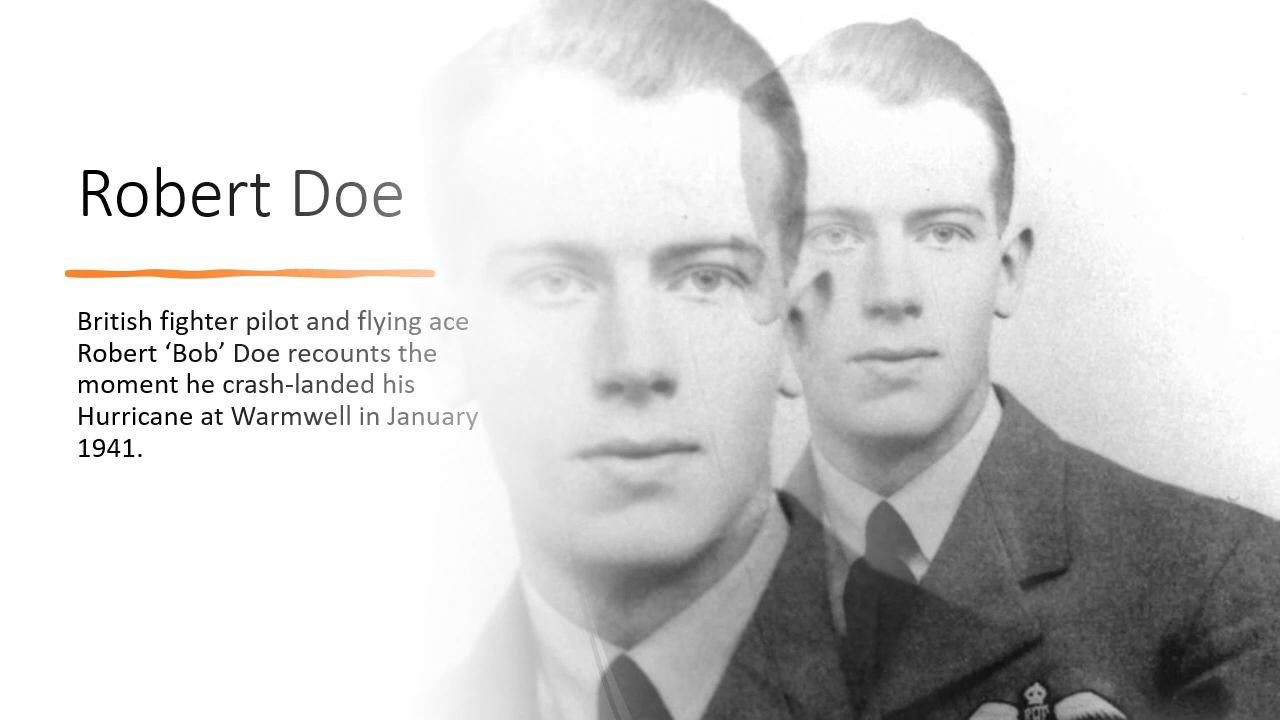 Robert Doe
British fighter pilot and flying ace
Robert ‘Bob’ Doe recounts the
moment he crash-landed his
Hurricane at Warmwell in January
1941.